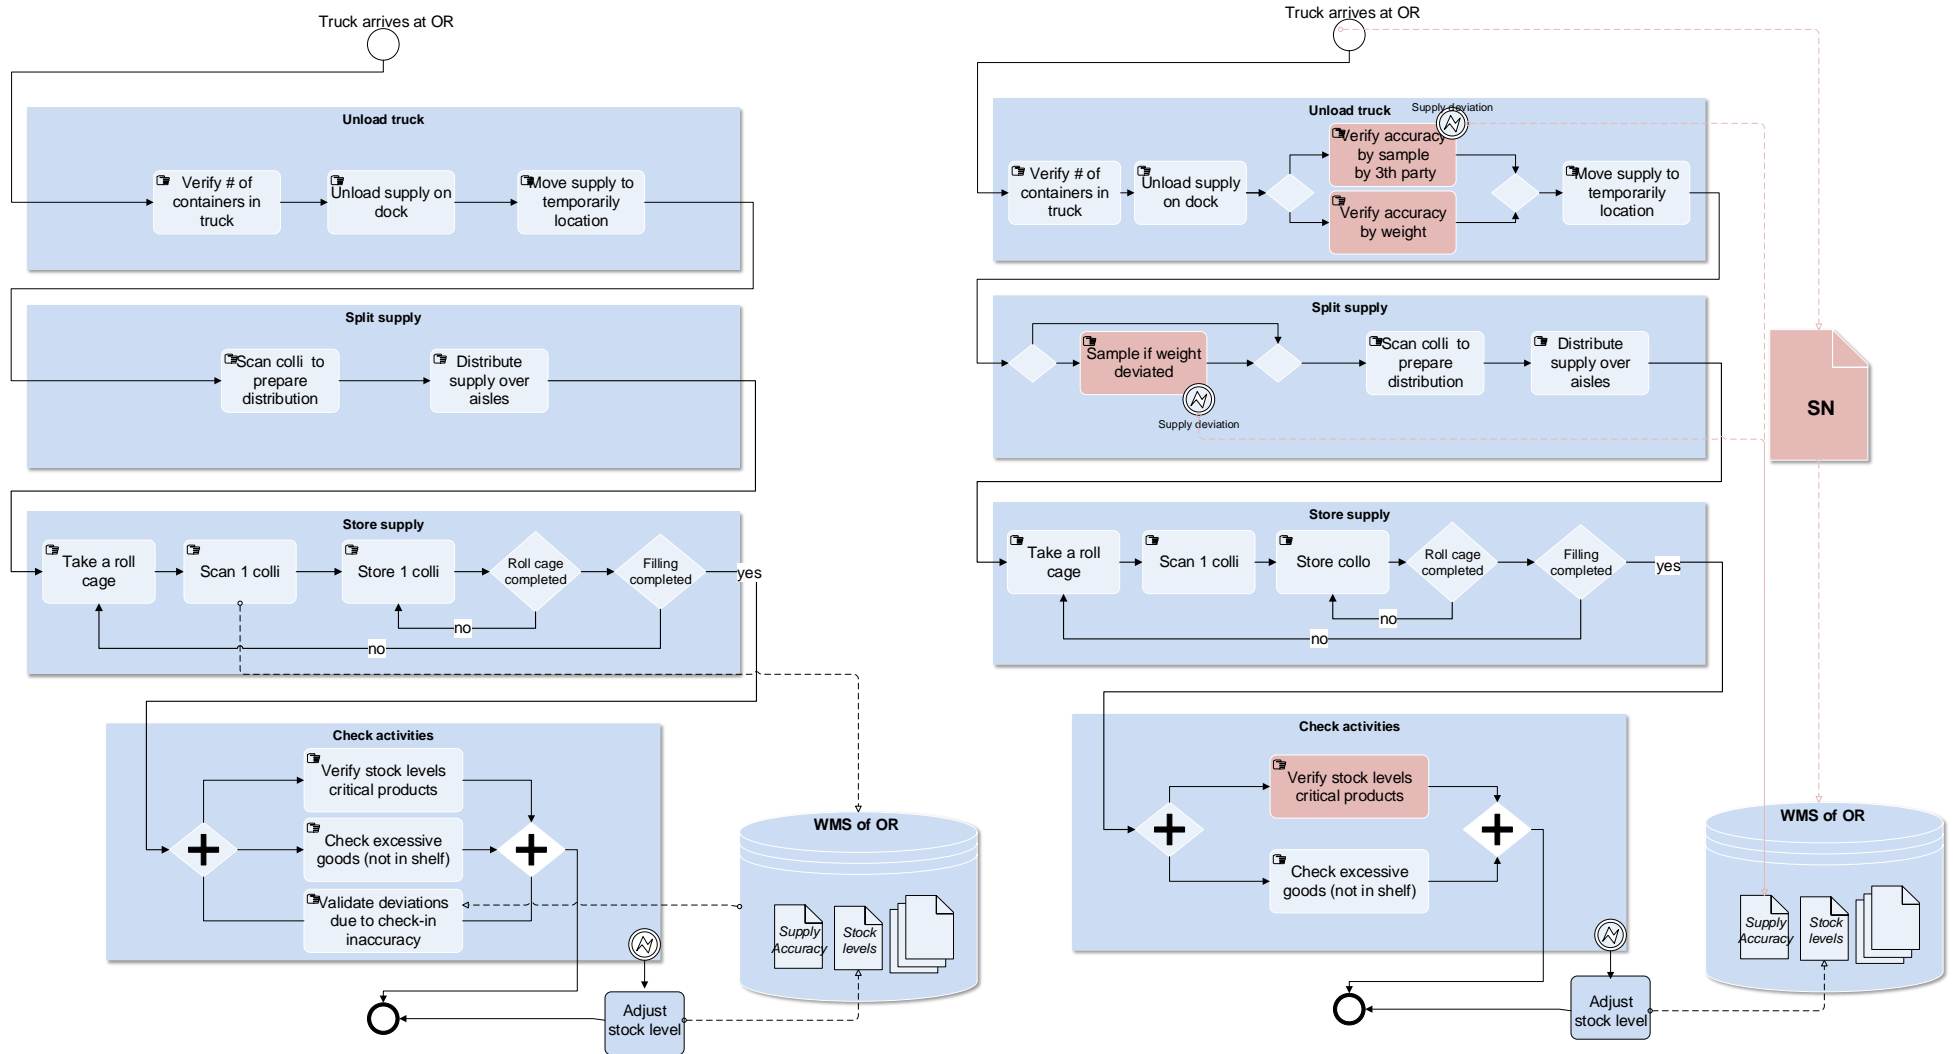 Truck arrives at OR
Unload truck
Verify # of
containers in
truck
Unload supply on
dock
Move supply to
temporarily
location
Split supply
Scan colli  to
prepare
distribution
Distribute
supply over
aisles
Store supply
Take a roll
cage
Scan 1 colli
Store 1 colli
Roll cage
completed
Filling
completed
yes
no
no
Check activities
Verify stock levels
critical products
Check excessive
goods (not in shelf)
Validate deviations
due to check-in
inaccuracy
WMS of OR
Supply
Accuracy
Stock
levels
Adjust
stock level
Truck arrives at OR
Unload truck
Supply deviation
Verify # of
containers in
truck
Unload supply
on dock
Verify accuracy
by sample
by 3th party
Verify accuracy
by weight
Move supply to
temporarily
location
Split supply
Sample if weight
deviated
Supply deviation
Scan colli  to
prepare
distribution
Distribute
supply over
aisles
SN
Store supply
Take a roll
cage
Scan 1 colli
Store collo
Roll cage
completed
Filling
completed
yes
no
no
Check activities
Verify stock levels
critical products
Check excessive
goods (not in shelf)
WMS of OR
Supply
Accuracy
Stock
levels
Adjust
stock level